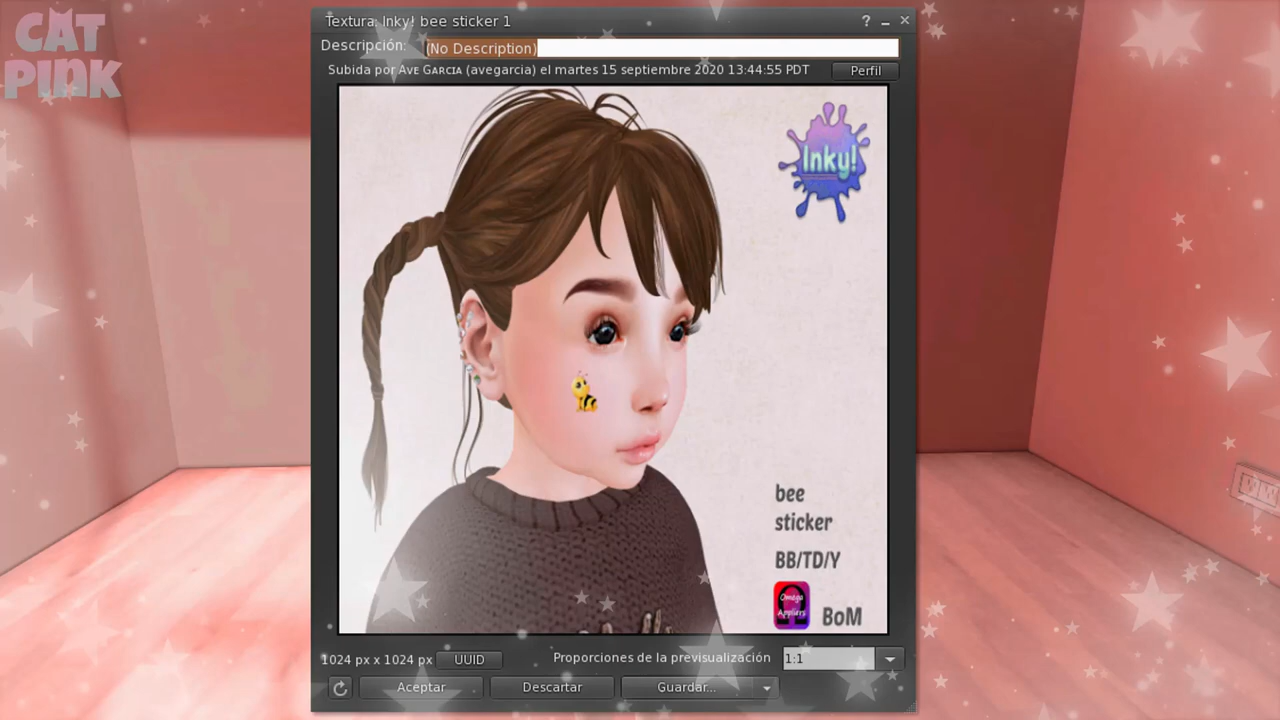 CAT
PINK
Textura: Inky! bee sticker 1
Descripción: (No Description)
Subida por Ave Garcia (avegarcia) el martes 15 septiembre 2020 13:44:55 PDT
Perfil
Inky!
bee
sticker
BB/TD/Y
Omega
Appliers
BoM
1024 px x 1024 px
UUID
Proporciones de la previsualización
1:1
Aceptar
Descartar
Guardar...